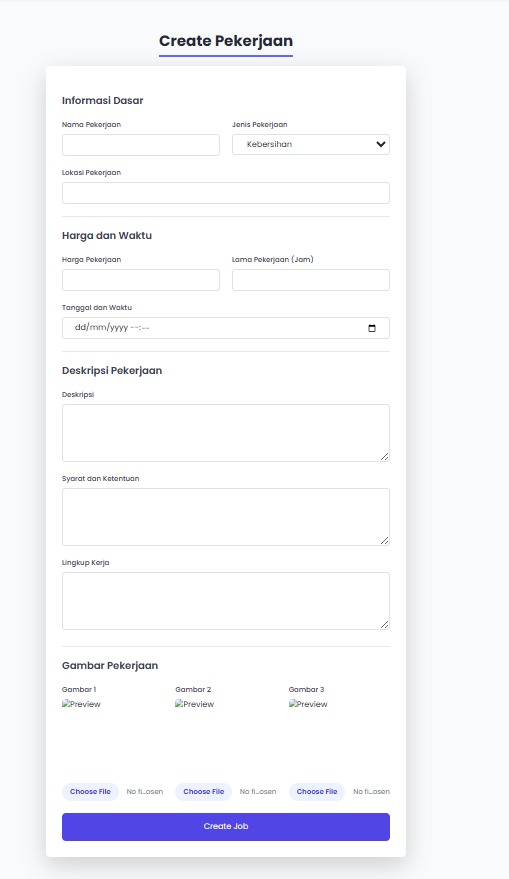 Create Pekerjaan
Informasi Dasar
Nama Pekerjaan Jenis Pekerjaan
Kebersihan
Lokasi Pekerjaan
Harga dan Waktu
Harga Pekerjaan Lama Pekerjaan (Jam)
Tanggal dan Waktu
dd/mm/yyyy --:--
Deskripsi Pekerjaan
Deskripsi
Syarat dan Ketentuan
Lingkup Kerja
Gambar Pekerjaan
Gambar 1 Gambar 2 Gambar 3
Preview Preview Preview
Choose File No fi...osen Choose File No fi...osen Choose File No fi...osen
Create Job